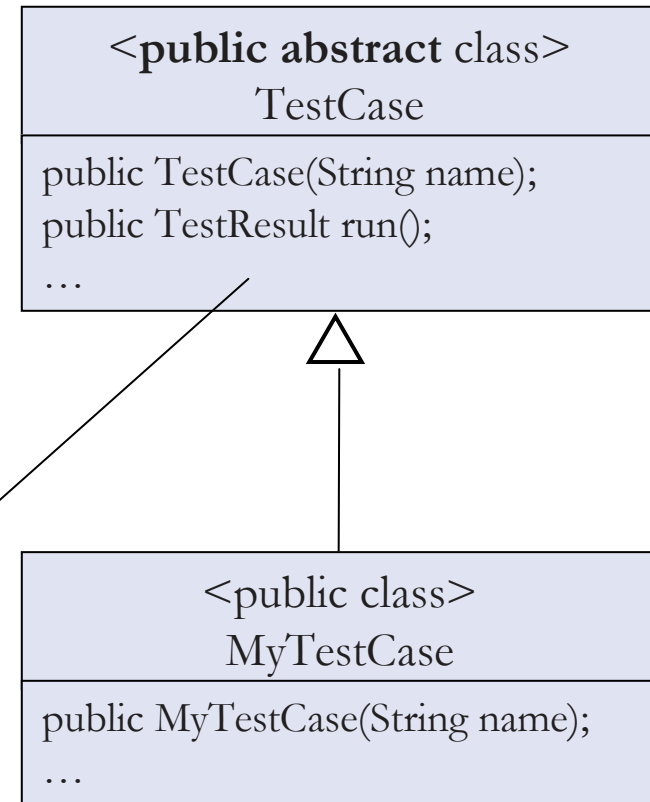 <public abstract class>
TestCase
public TestCase(String name);
public TestResult run();
…
<public class>
MyTestCase
public MyTestCase(String name);
…